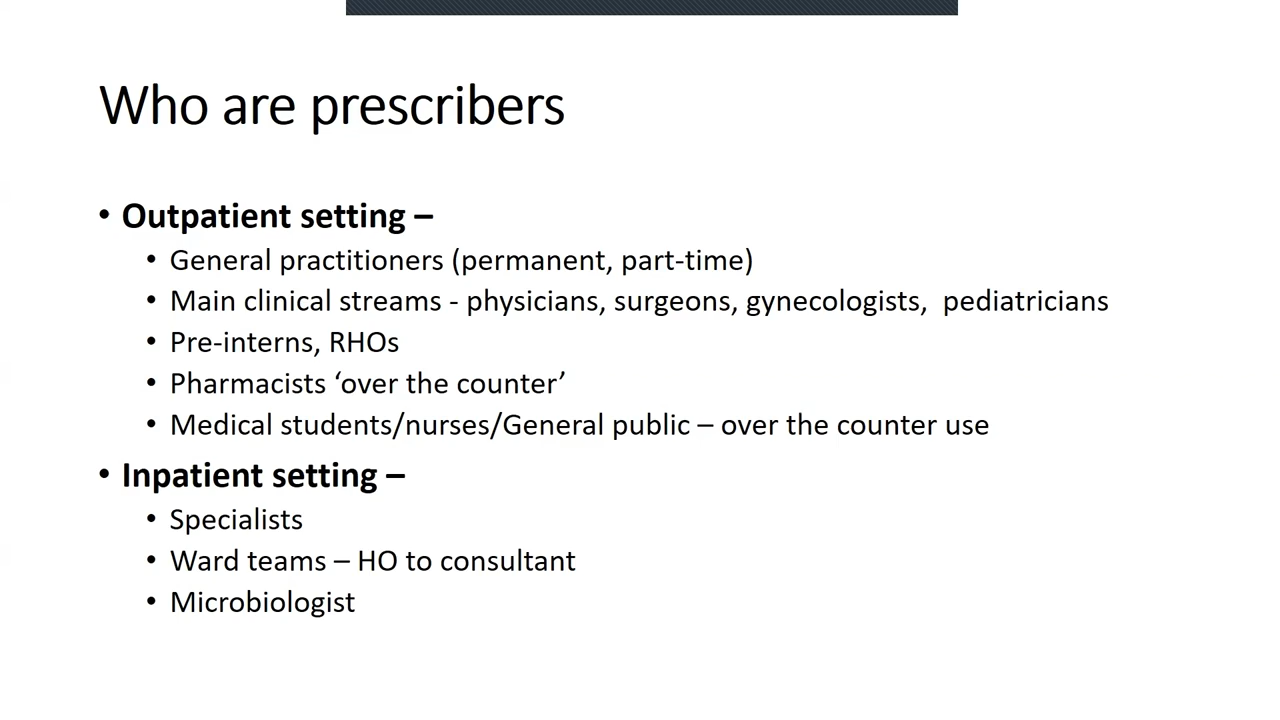 Who are prescribers
• Outpatient setting –
• General practitioners (permanent, part-time)
• Main clinical streams - physicians, surgeons, gynecologists,  pediatricians
• Pre-interns, RHOs
• Pharmacists ‘over the counter’
• Medical students/nurses/General public – over the counter use
• Inpatient setting –
• Specialists
• Ward teams – HO to consultant
• Microbiologist